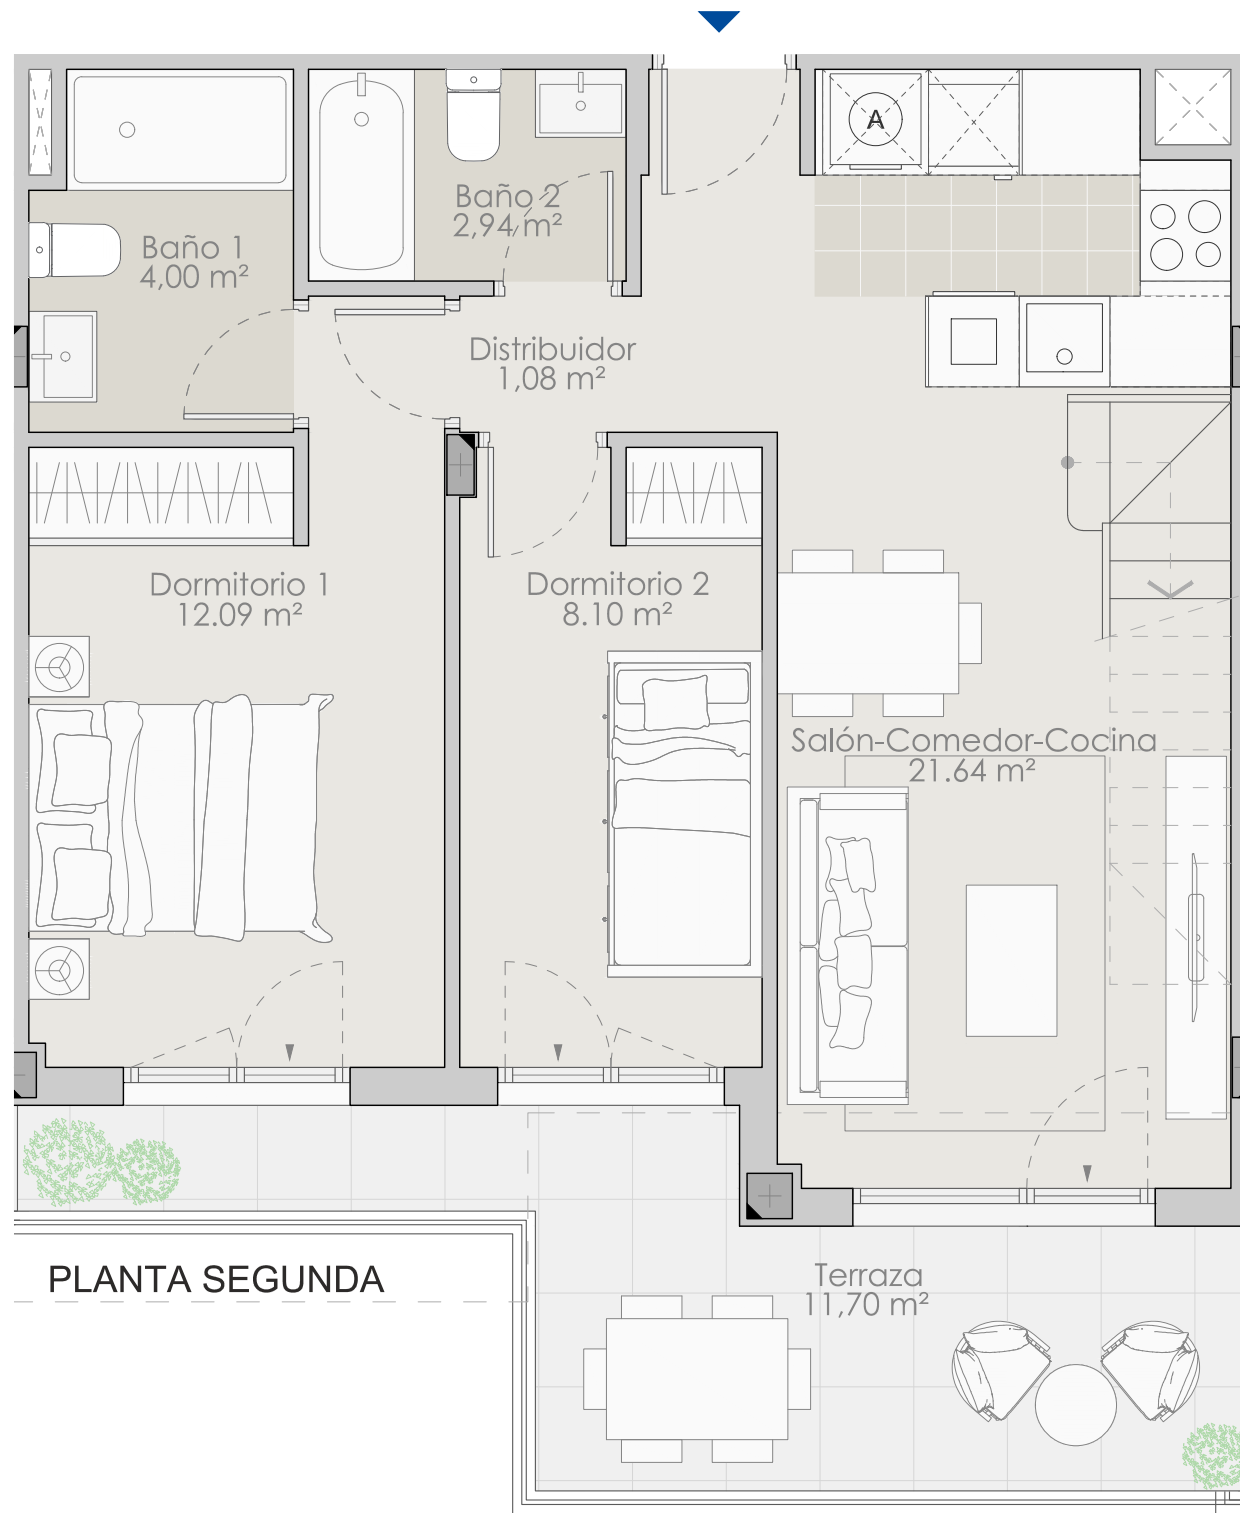 A
Baño 2
2,94 m²
Baño 1
4,00 m²
Distribuidor
1,08 m²
Dormitorio 1
12.09 m²
Dormitorio 2
8.10 m²
Salón-Comedor-Cocina
21.64 m²
PLANTA SEGUNDA
Terraza
11,70 m²